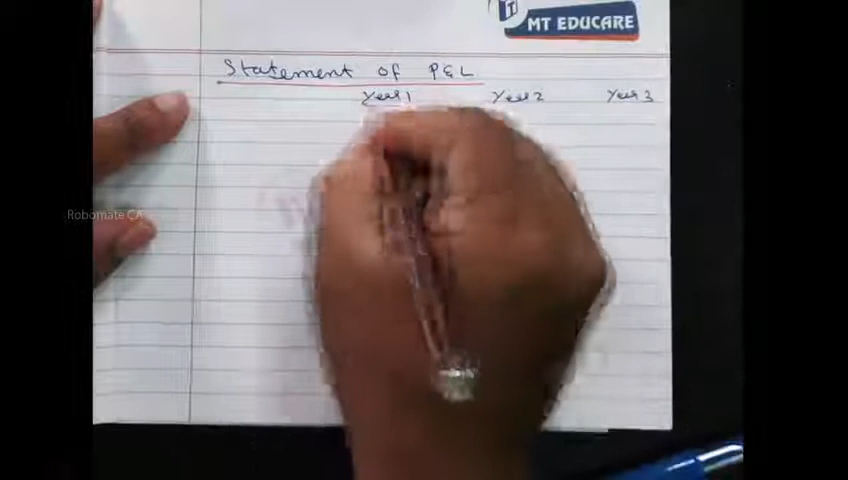 MT EDUCARE
Statement of P&L
Year 1 Year 2 Year 3
Robomate CA